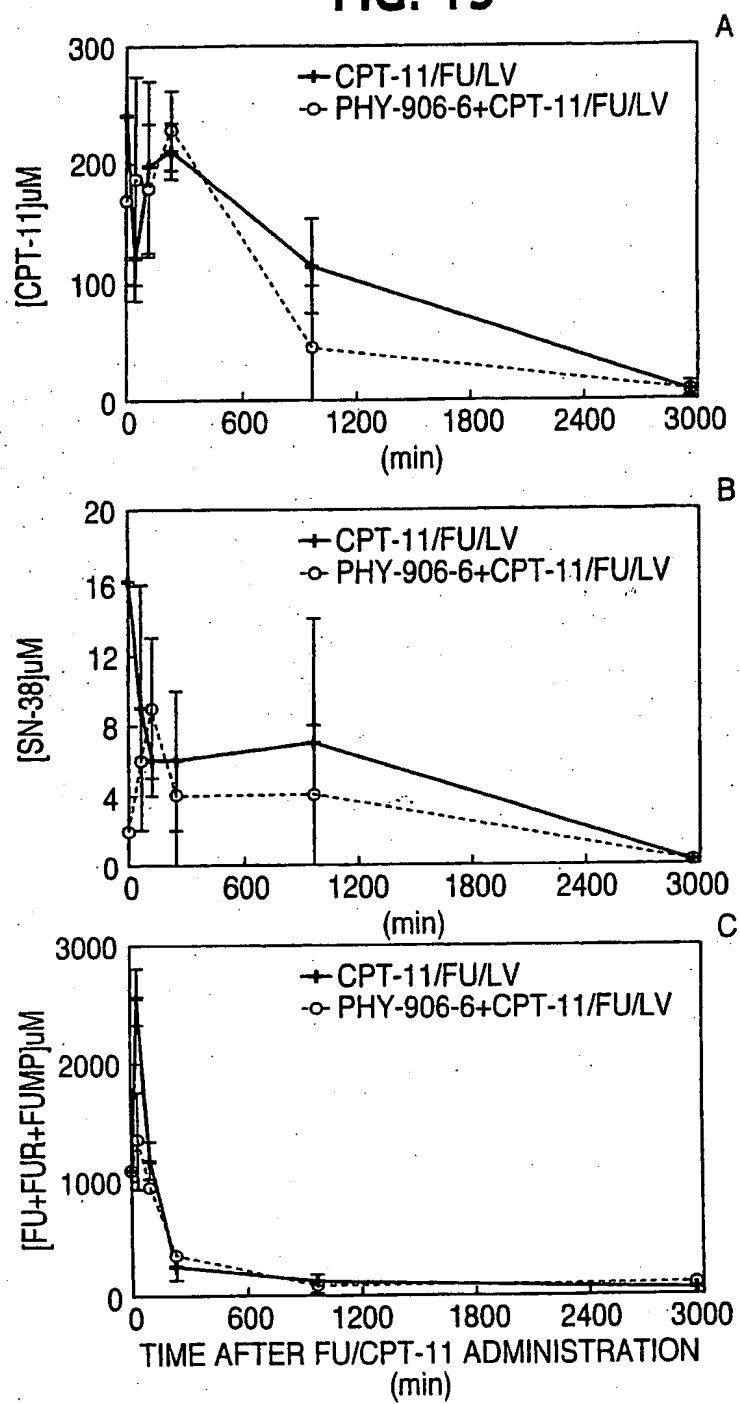 A
300
200
100
0
[CPT-11]uM
CPT-11/FU/LV
PHY-906-6+CPT-11/FU/LV
0 600 1200 1800 2400 3000
(min)
B
20
16
12
8
4
0
[SN-38]uM
CPT-11/FU/LV
PHY-906-6+CPT-11/FU/LV
0 600 1200 1800 2400 3000
(min)
C
3000
2000
1000
0
[FU+FUR+FUMP]uM
CPT-11/FU/LV
PHY-906-6+CPT-11/FU/LV
0 600 1200 1800 2400 3000
TIME AFTER FU/CPT-11 ADMINISTRATION
(min)